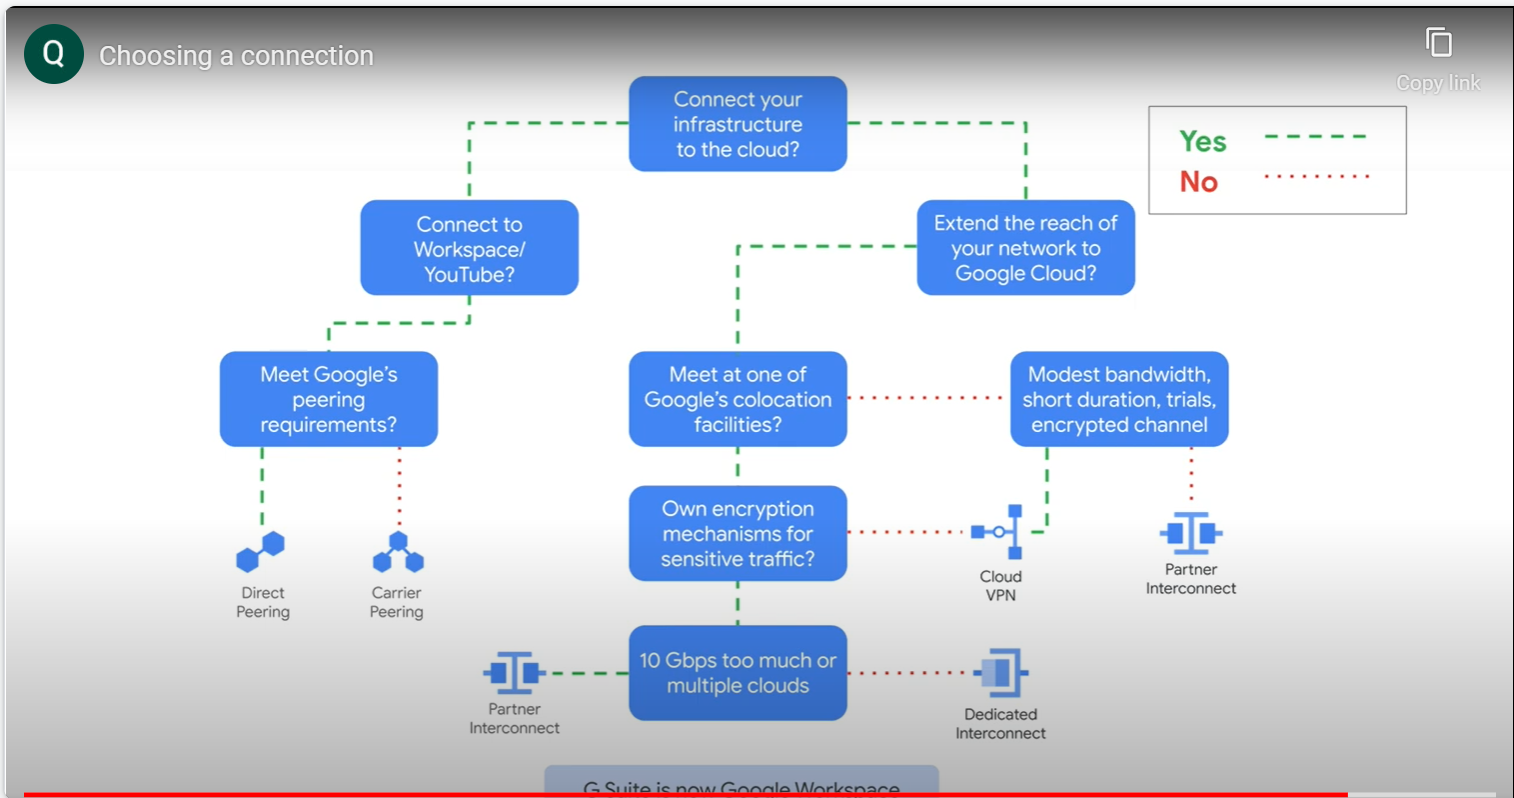 Q
Choosing a connection
Copy link
Connect your
infrastructure
to the cloud?
Yes
No
Connect to
Workspace/
YouTube?
Extend the reach of
your network to
Google Cloud?
Meet Google's
peering
requirements?
Meet at one of
Google's colocation
facilities?
Modest bandwidth,
short duration, trials,
encrypted channel
Own encryption
mechanisms for
sensitive traffic?
Direct
Peering
Carrier
Peering
Cloud
VPN
Partner
Interconnect
10 Gbps too much or
multiple clouds
Partner
Interconnect
Dedicated
Interconnect
G Suite is now Google Workspace